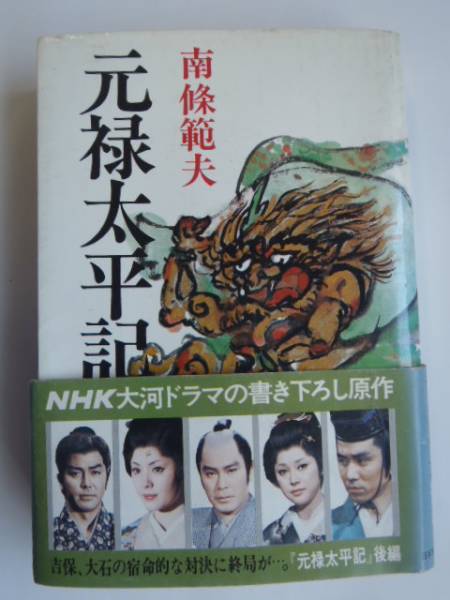 南條範夫
元禄太平記
NHK大河ドラマの書き下ろし原作
吉保、大石の宿命的な対決に終局が…。『元禄太平記』後編